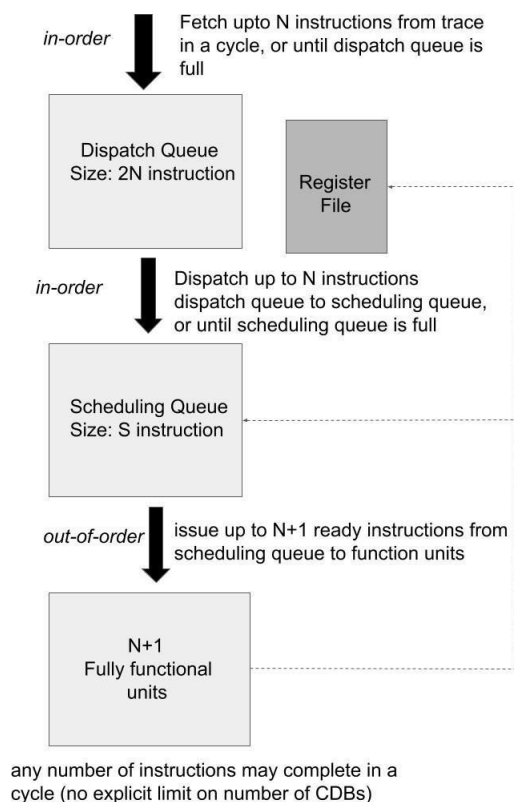 Fetch upto N instructions from trace
in-order
in a cycle, or until dispatch queue is
full
Dispatch Queue
Size: 2N instruction
Register
File
Dispatch up to N instructions
in-order
dispatch queue to scheduling queue,
or until scheduling queue is full
Scheduling Queue
Size: S instruction
out-of-order
issue up to N+1 ready instructions from
scheduling queue to function units
N+1
Fully functional
units
any number of instructions may complete in a
cycle (no explicit limit on number of CDBs)